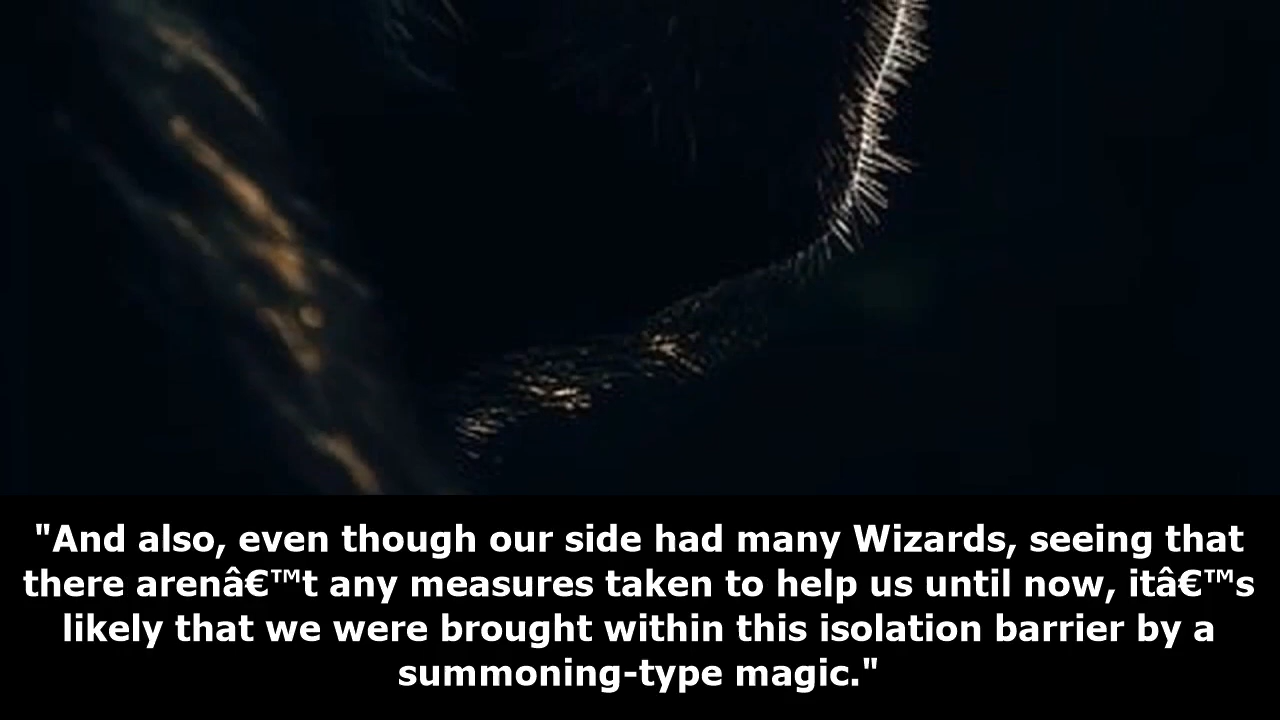 "And also, even though our side had many Wizards, seeing that
there arenâ€™t any measures taken to help us until now, itâ€™s
likely that we were brought within this isolation barrier by a
summoning-type magic."